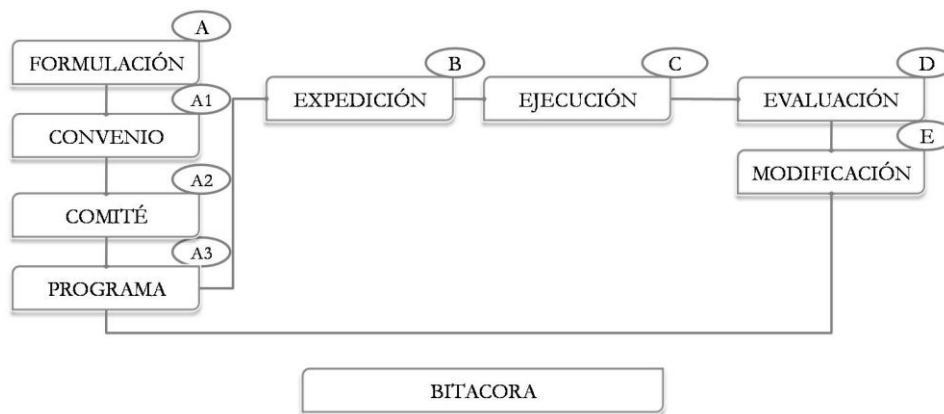 A
FORMULACIÓN
A1
CONVENIO
A2
COMITÉ
A3
PROGRAMA
B
EXPEDICIÓN
C
EJECUCIÓN
D
EVALUACIÓN
E
MODIFICACIÓN
BITACORA